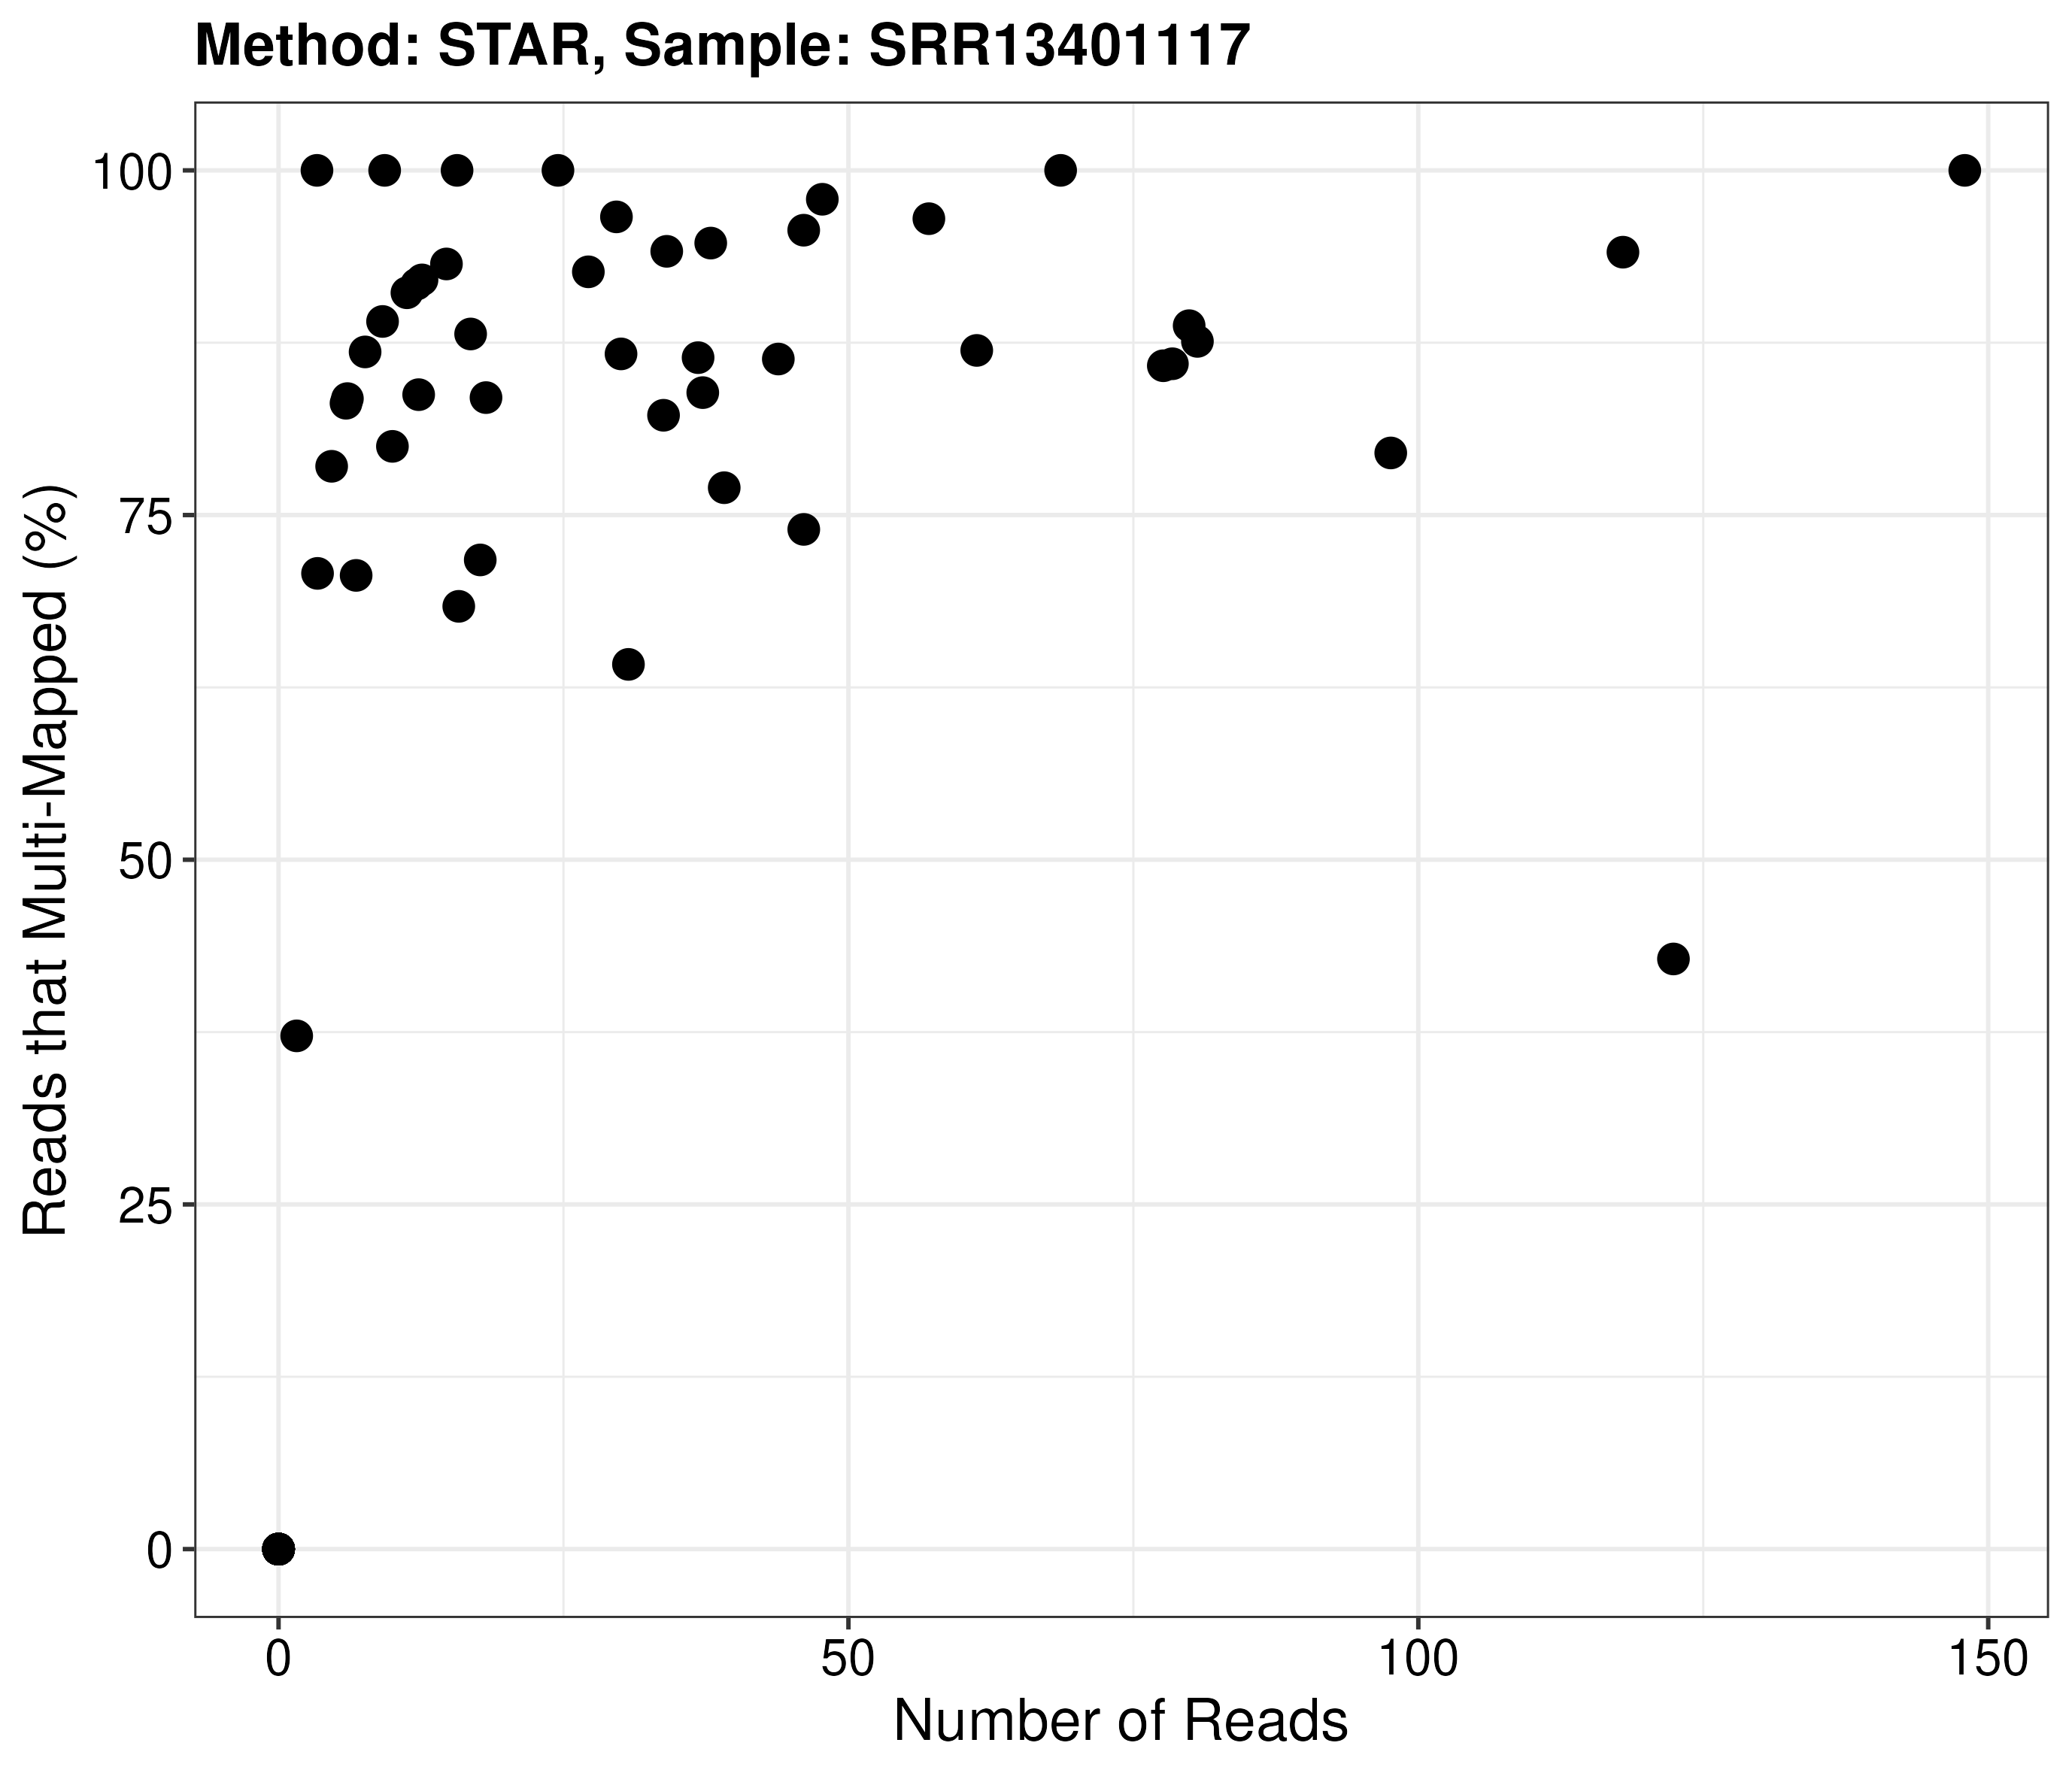 Method: STAR, Sample: SRR13401117
Reads that Multi-Mapped (%)
100
75
50
25
0
0 50 100 150
Number of Reads